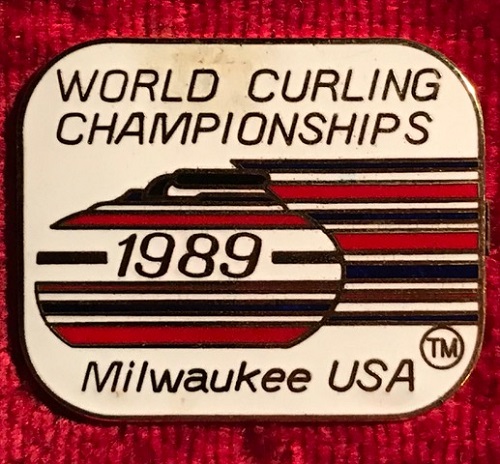 WORLD CURLING
CHAMPIONSHIPS
1989
Milwaukee USA
TM